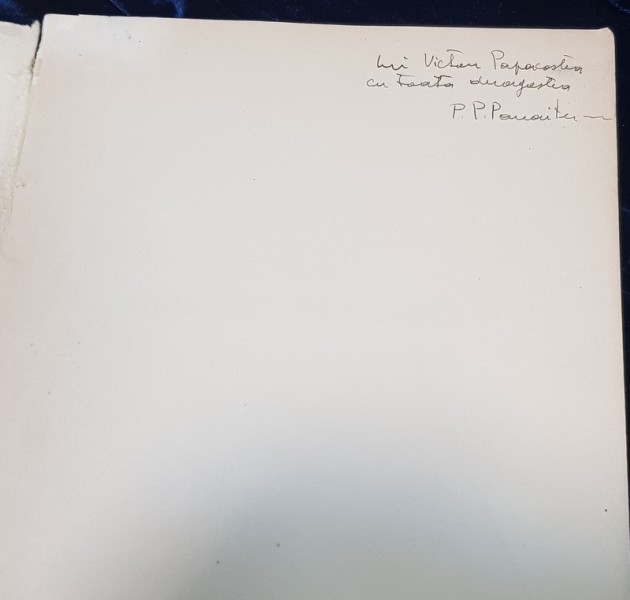 Lui Victor Papacostea
cu toată dragostea
P. P. Panaitescu